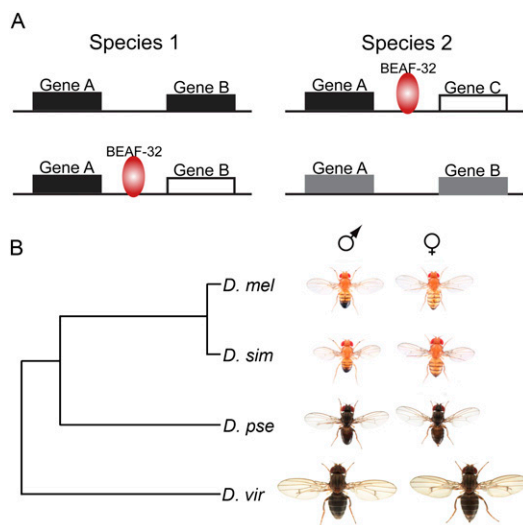 A
Species 1
Species 2
Gene A
Gene B
Gene A
BEAF-32
Gene C
Gene A
BEAF-32
Gene B
Gene A
Gene B
B
♂ ♀
D. mel
D. sim
D. pse
D. vir